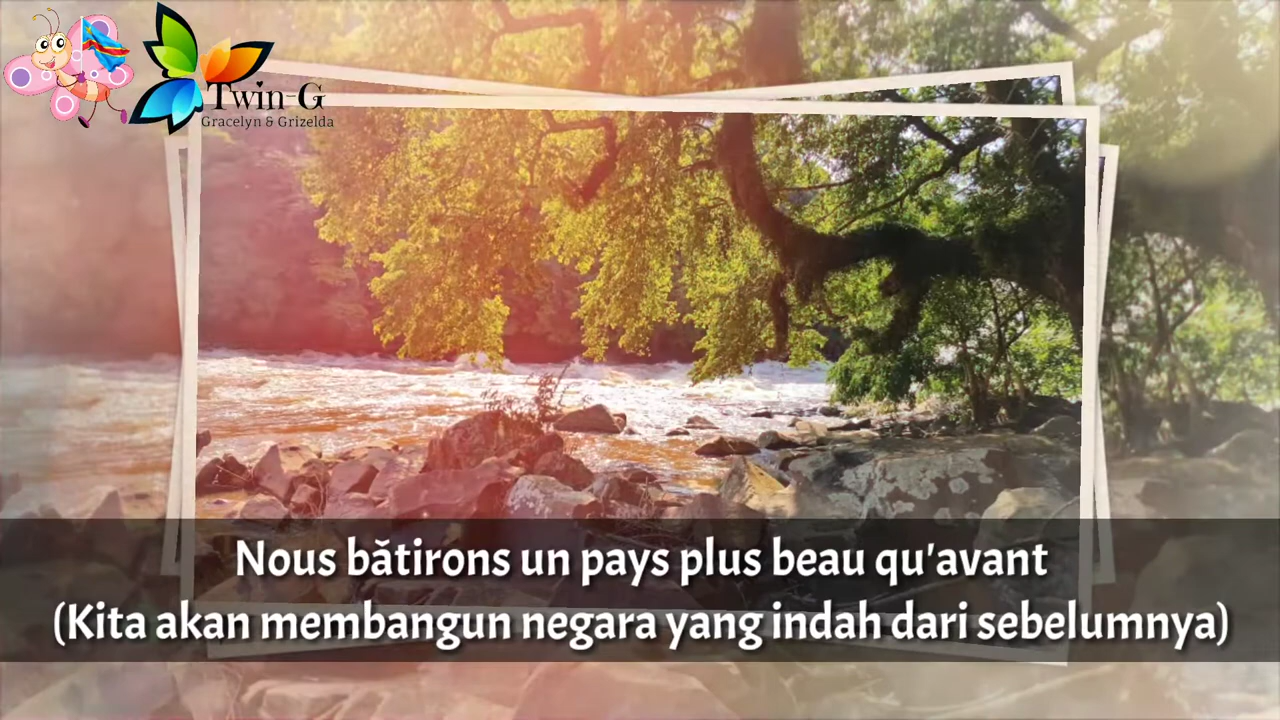 Twin-G
Gracelyn & Grizelda
Nous bătirons un pays plus beau qu'avant
(Kita akan membangun negara yang indah dari sebelumnya)